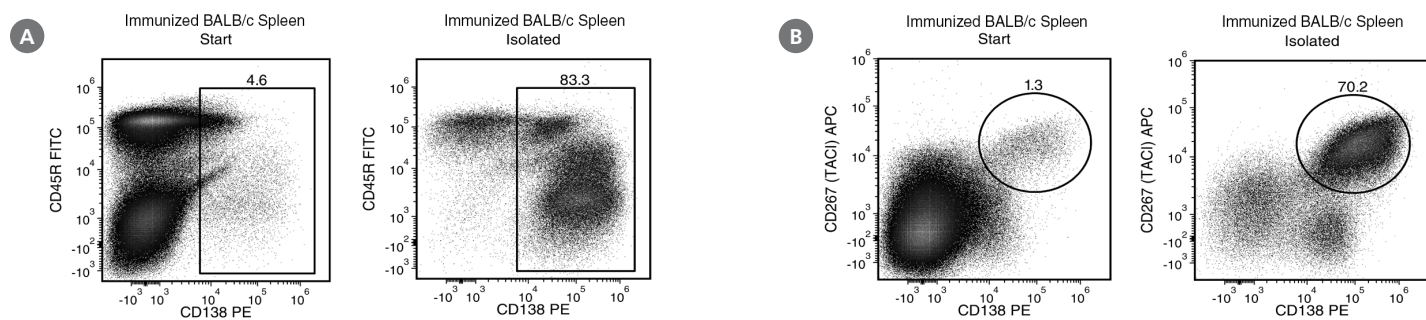 A
Immunized BALB/c Spleen
Start
4.6
CD45R FITC
10^6
10^5
10^4
10^3
-10^2
-10^3
-10^3 10^3 10^4 10^5 10^6
CD138 PE
Immunized BALB/c Spleen
Isolated
83.3
CD45R FITC
10^6
10^5
10^4
10^3
-10^2
-10^3
-10^3 10^3 10^4 10^5 10^6
CD138 PE
B
Immunized BALB/c Spleen
Start
1.3
CD267 (TACI) APC
10^6
10^5
10^4
10^3
-10^2
-10^3
-10^3 10^3 10^4 10^5 10^6
CD138 PE
Immunized BALB/c Spleen
Isolated
70.2
CD267 (TACI) APC
10^6
10^5
10^4
10^3
-10^2
-10^3
-10^3 10^3 10^4 10^5 10^6
CD138 PE